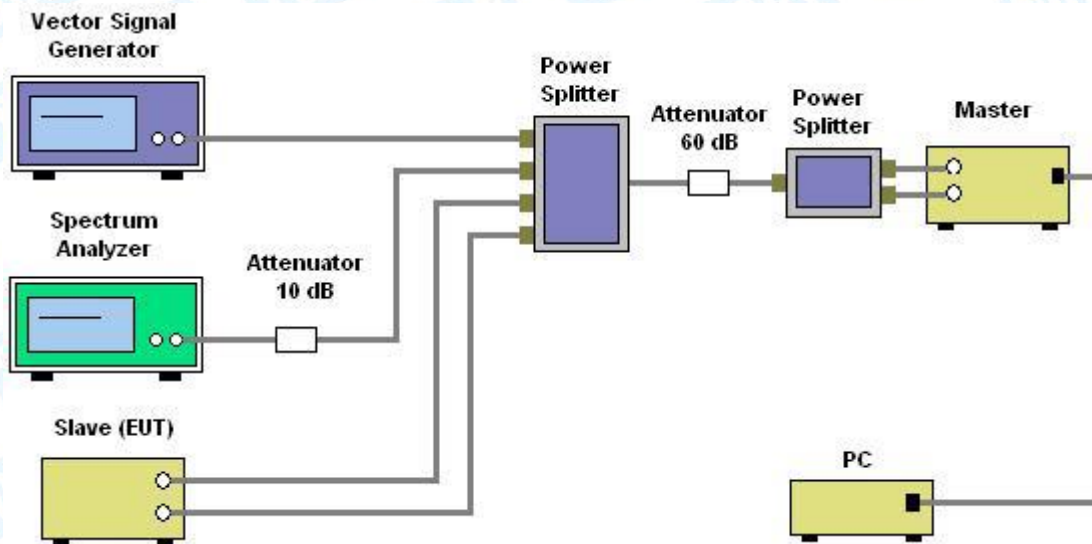 Vector Signal
Generator
Power
Splitter
Attenuator
60 dB
Power
Splitter
Master
Spectrum
Analyzer
Attenuator
10 dB
Slave (EUT)
PC